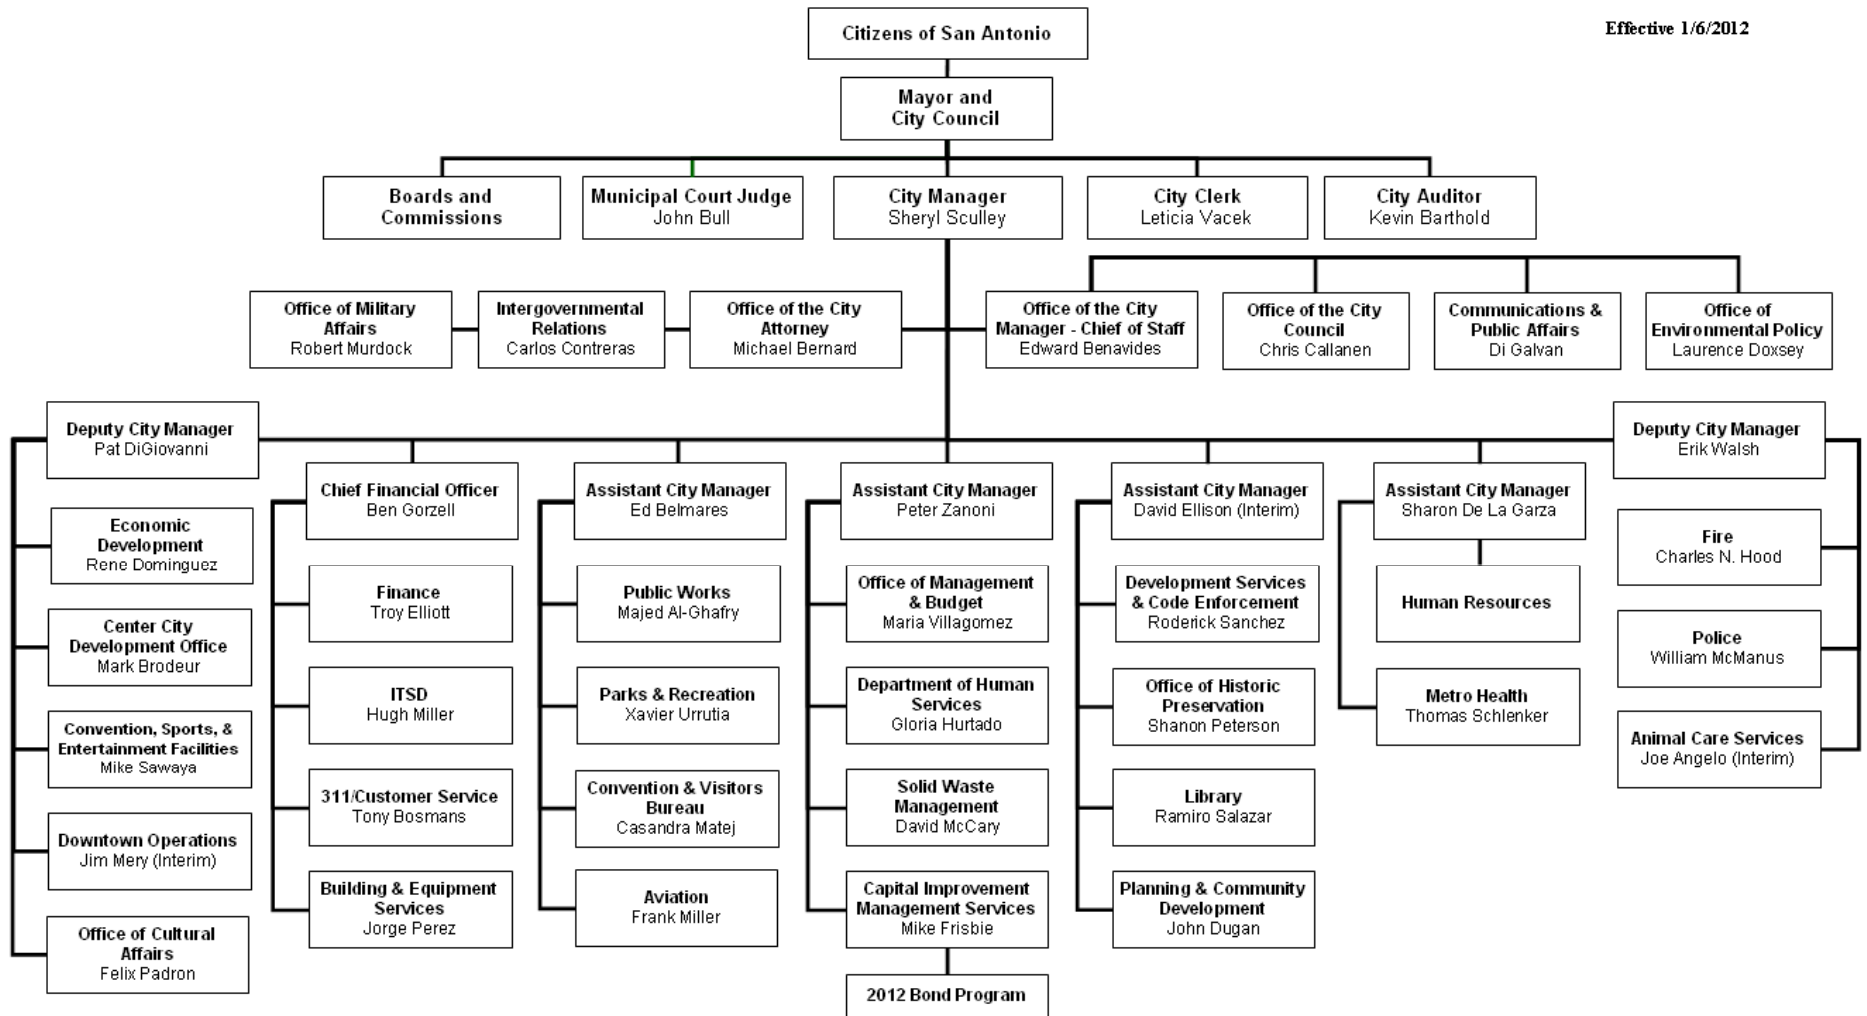 Effective 1/6/2012
Citizens of San Antonio
Mayor and
City Council
Boards and
Commissions
Municipal Court Judge
John Bull
City Manager
Sheryl Sculley
City Clerk
Leticia Vacek
City Auditor
Kevin Barthold
Office of Military
Affairs
Robert Murdock
Intergovernmental
Relations
Carlos Contreras
Office of the City
Attorney
Michael Bernard
Office of the City
Manager - Chief of Staff
Edward Benavides
Office of the City
Council
Chris Callanen
Communications &
Public Affairs
Di Galvan
Office of
Environmental Policy
Laurence Doxsey
Deputy City Manager
Pat DiGiovanni
Economic
Development
Rene Dominguez
Center City
Development Office
Mark Brodeur
Convention, Sports, &
Entertainment Facilities
Mike Sawaya
Downtown Operations
Jim Mery (Interim)
Office of Cultural
Affairs
Felix Padron
Chief Financial Officer
Ben Gorzell
Finance
Troy Elliott
ITSD
Hugh Miller
311/Customer Service
Tony Bosmans
Building & Equipment
Services
Jorge Perez
Assistant City Manager
Ed Belmares
Public Works
Majed Al-Ghafry
Parks & Recreation
Xavier Urrutia
Convention & Visitors
Bureau
Casandra Matej
Aviation
Frank Miller
Assistant City Manager
Peter Zanoni
Office of Management
& Budget
Maria Villagomez
Department of Human
Services
Gloria Hurtado
Solid Waste
Management
David McCary
Capital Improvement
Management Services
Mike Frisbie
2012 Bond Program
Assistant City Manager
David Ellison (Interim)
Development Services
& Code Enforcement
Roderick Sanchez
Office of Historic
Preservation
Shanon Peterson
Library
Ramiro Salazar
Planning & Community
Development
John Dugan
Assistant City Manager
Sharon De La Garza
Human Resources
Metro Health
Thomas Schlenker
Deputy City Manager
Erik Walsh
Fire
Charles N. Hood
Police
William McManus
Animal Care Services
Joe Angelo (Interim)